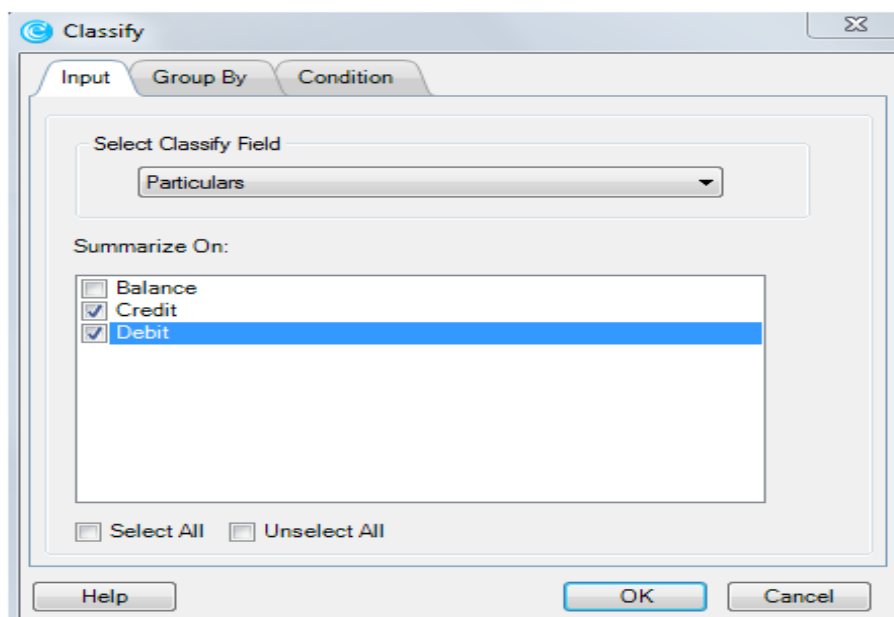 Classify
Input Group By Condition
Select Classify Field
Particulars
Summarize On:
Balance
Credit
Debit
Select All Unselect All
Help OK Cancel